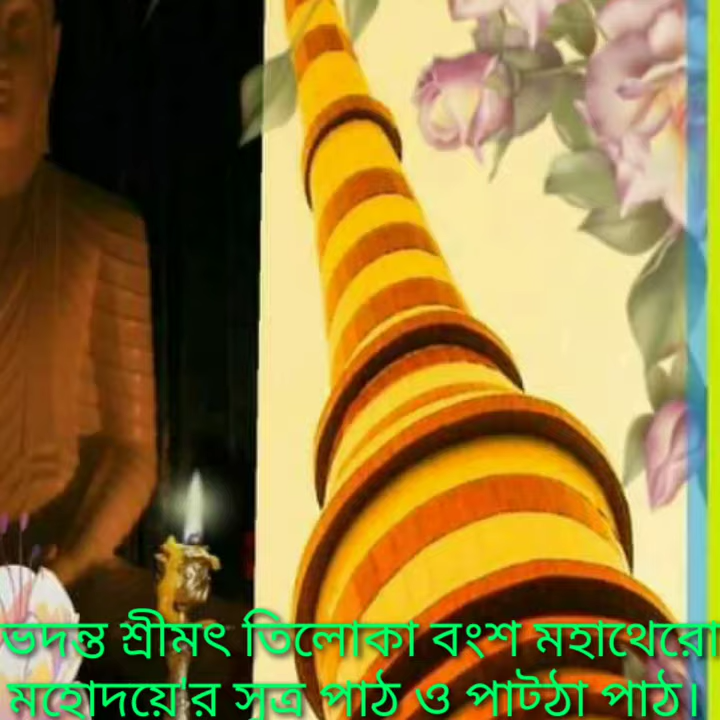 ভদন্ত শ্রীমৎ তিলোকা বংশ মহাথেরো
মহোদয়ে'র সূত্র পাঠ ও পাটঠা পাঠ।